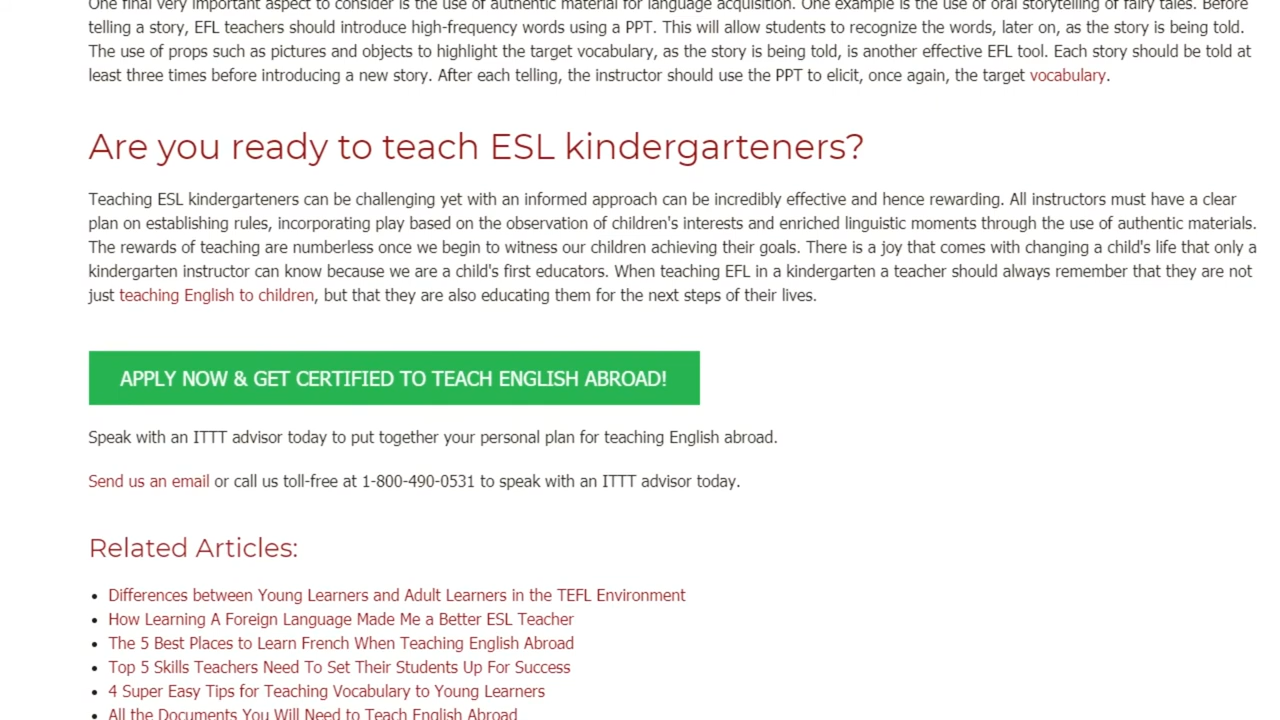 One final very important aspect to consider is the use of authentic material for language acquisition. One example is the use of oral storytelling of fairy tales. Before
telling a story, EFL teachers should introduce high-frequency words using a PPT. This will allow students to recognize the words, later on, as the story is being told.
The use of props such as pictures and objects to highlight the target vocabulary, as the story is being told, is another effective EFL tool. Each story should be told at
least three times before introducing a new story. After each telling, the instructor should use the PPT to elicit, once again, the target vocabulary.
Are you ready to teach ESL kindergarteners?
Teaching ESL kindergarteners can be challenging yet with an informed approach can be incredibly effective and hence rewarding. All instructors must have a clear
plan on establishing rules, incorporating play based on the observation of children's interests and enriched linguistic moments through the use of authentic materials.
The rewards of teaching are numberless once we begin to witness our children achieving their goals. There is a joy that comes with changing a child's life that only a
kindergarten instructor can know because we are a child's first educators. When teaching EFL in a kindergarten a teacher should always remember that they are not
just teaching English to children, but that they are also educating them for the next steps of their lives.
APPLY NOW & GET CERTIFIED TO TEACH ENGLISH ABROAD!
Speak with an ITTT advisor today to put together your personal plan for teaching English abroad.
Send us an email or call us toll-free at 1-800-490-0531 to speak with an ITTT advisor today.
Related Articles:
Differences between Young Learners and Adult Learners in the TEFL Environment
How Learning A Foreign Language Made Me a Better ESL Teacher
The 5 Best Places to Learn French When Teaching English Abroad
Top 5 Skills Teachers Need To Set Their Students Up For Success
4 Super Easy Tips for Teaching Vocabulary to Young Learners
All the Documents You Will Need to Teach English Abroad